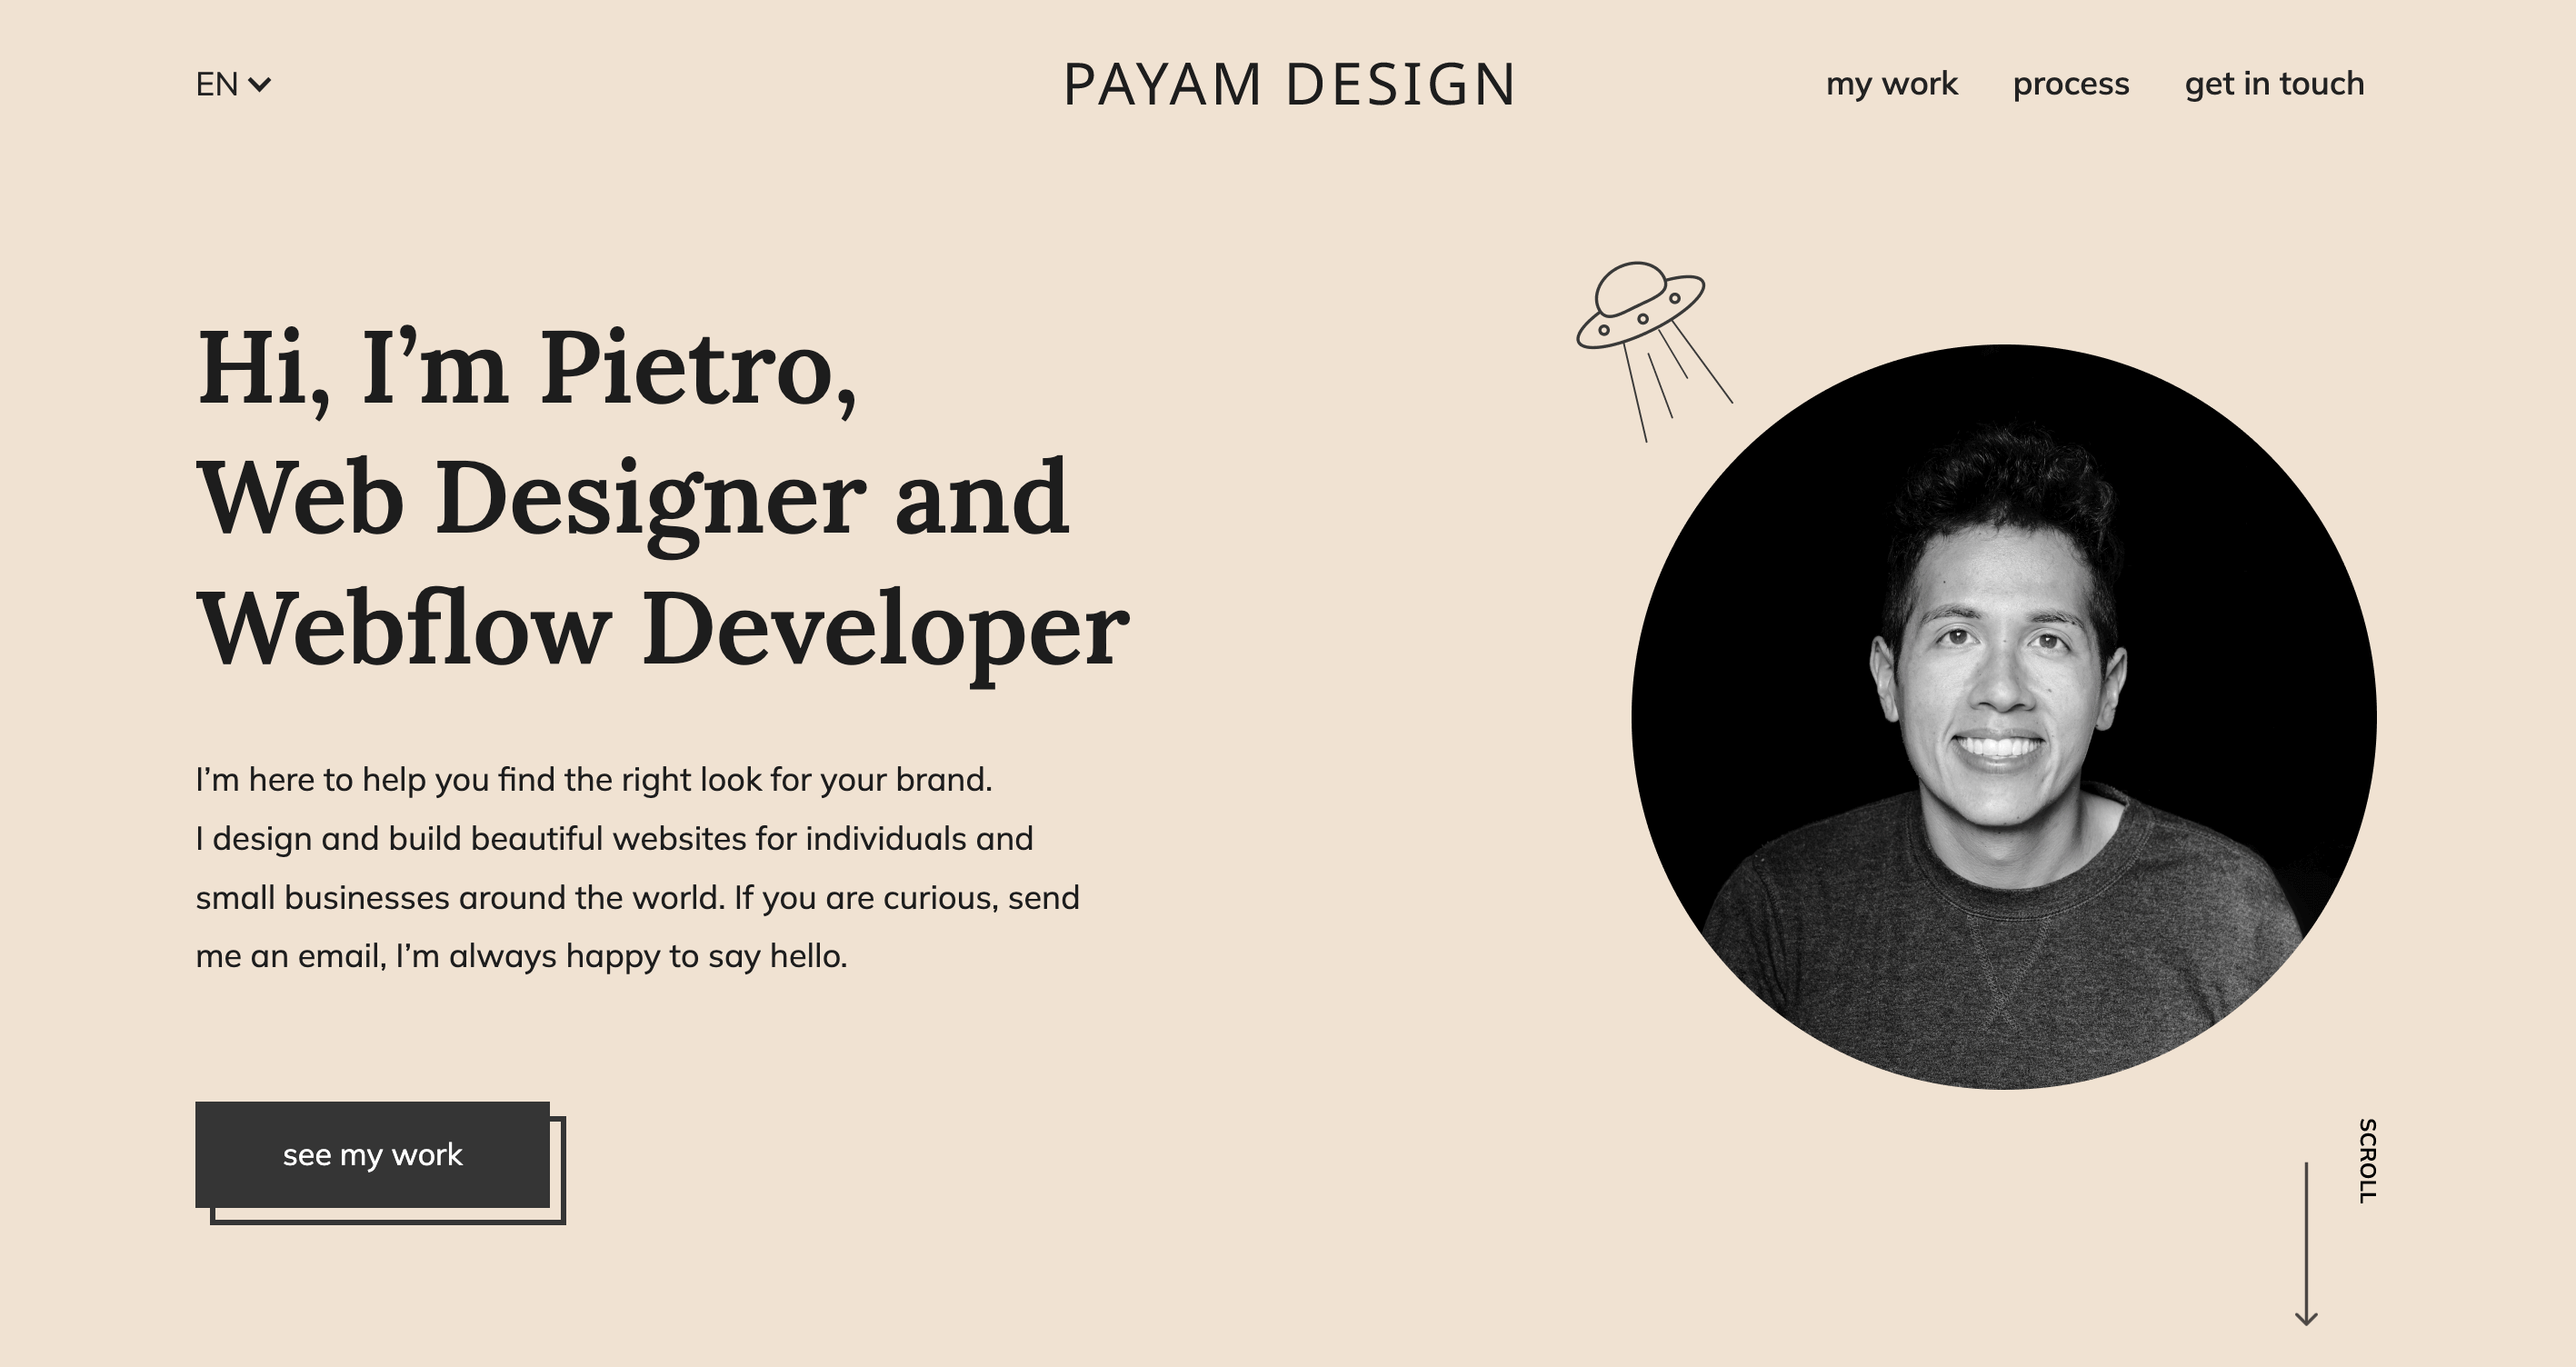 EN
PAYAM DESIGN
my work process get in touch
Hi, I’m Pietro,
Web Designer and
Webflow Developer
I’m here to help you find the right look for your brand.
I design and build beautiful websites for individuals and
small businesses around the world. If you are curious, send
me an email, I’m always happy to say hello.
see my work
SCROLL